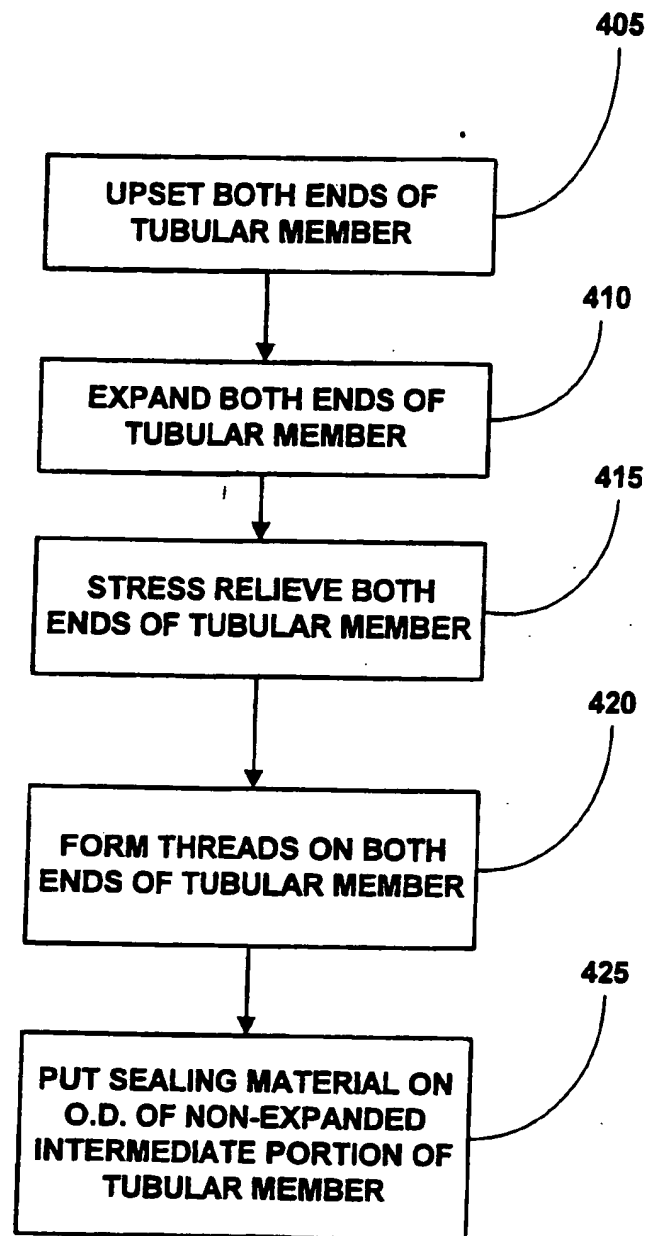 405
UPSET BOTH ENDS OF
TUBULAR MEMBER
410
EXPAND BOTH ENDS OF
TUBULAR MEMBER
415
STRESS RELIEVE BOTH
ENDS OF TUBULAR MEMBER
420
FORM THREADS ON BOTH
ENDS OF TUBULAR MEMBER
425
PUT SEALING MATERIAL ON
O.D. OF NON-EXPANDED
INTERMEDIATE PORTION OF
TUBULAR MEMBER